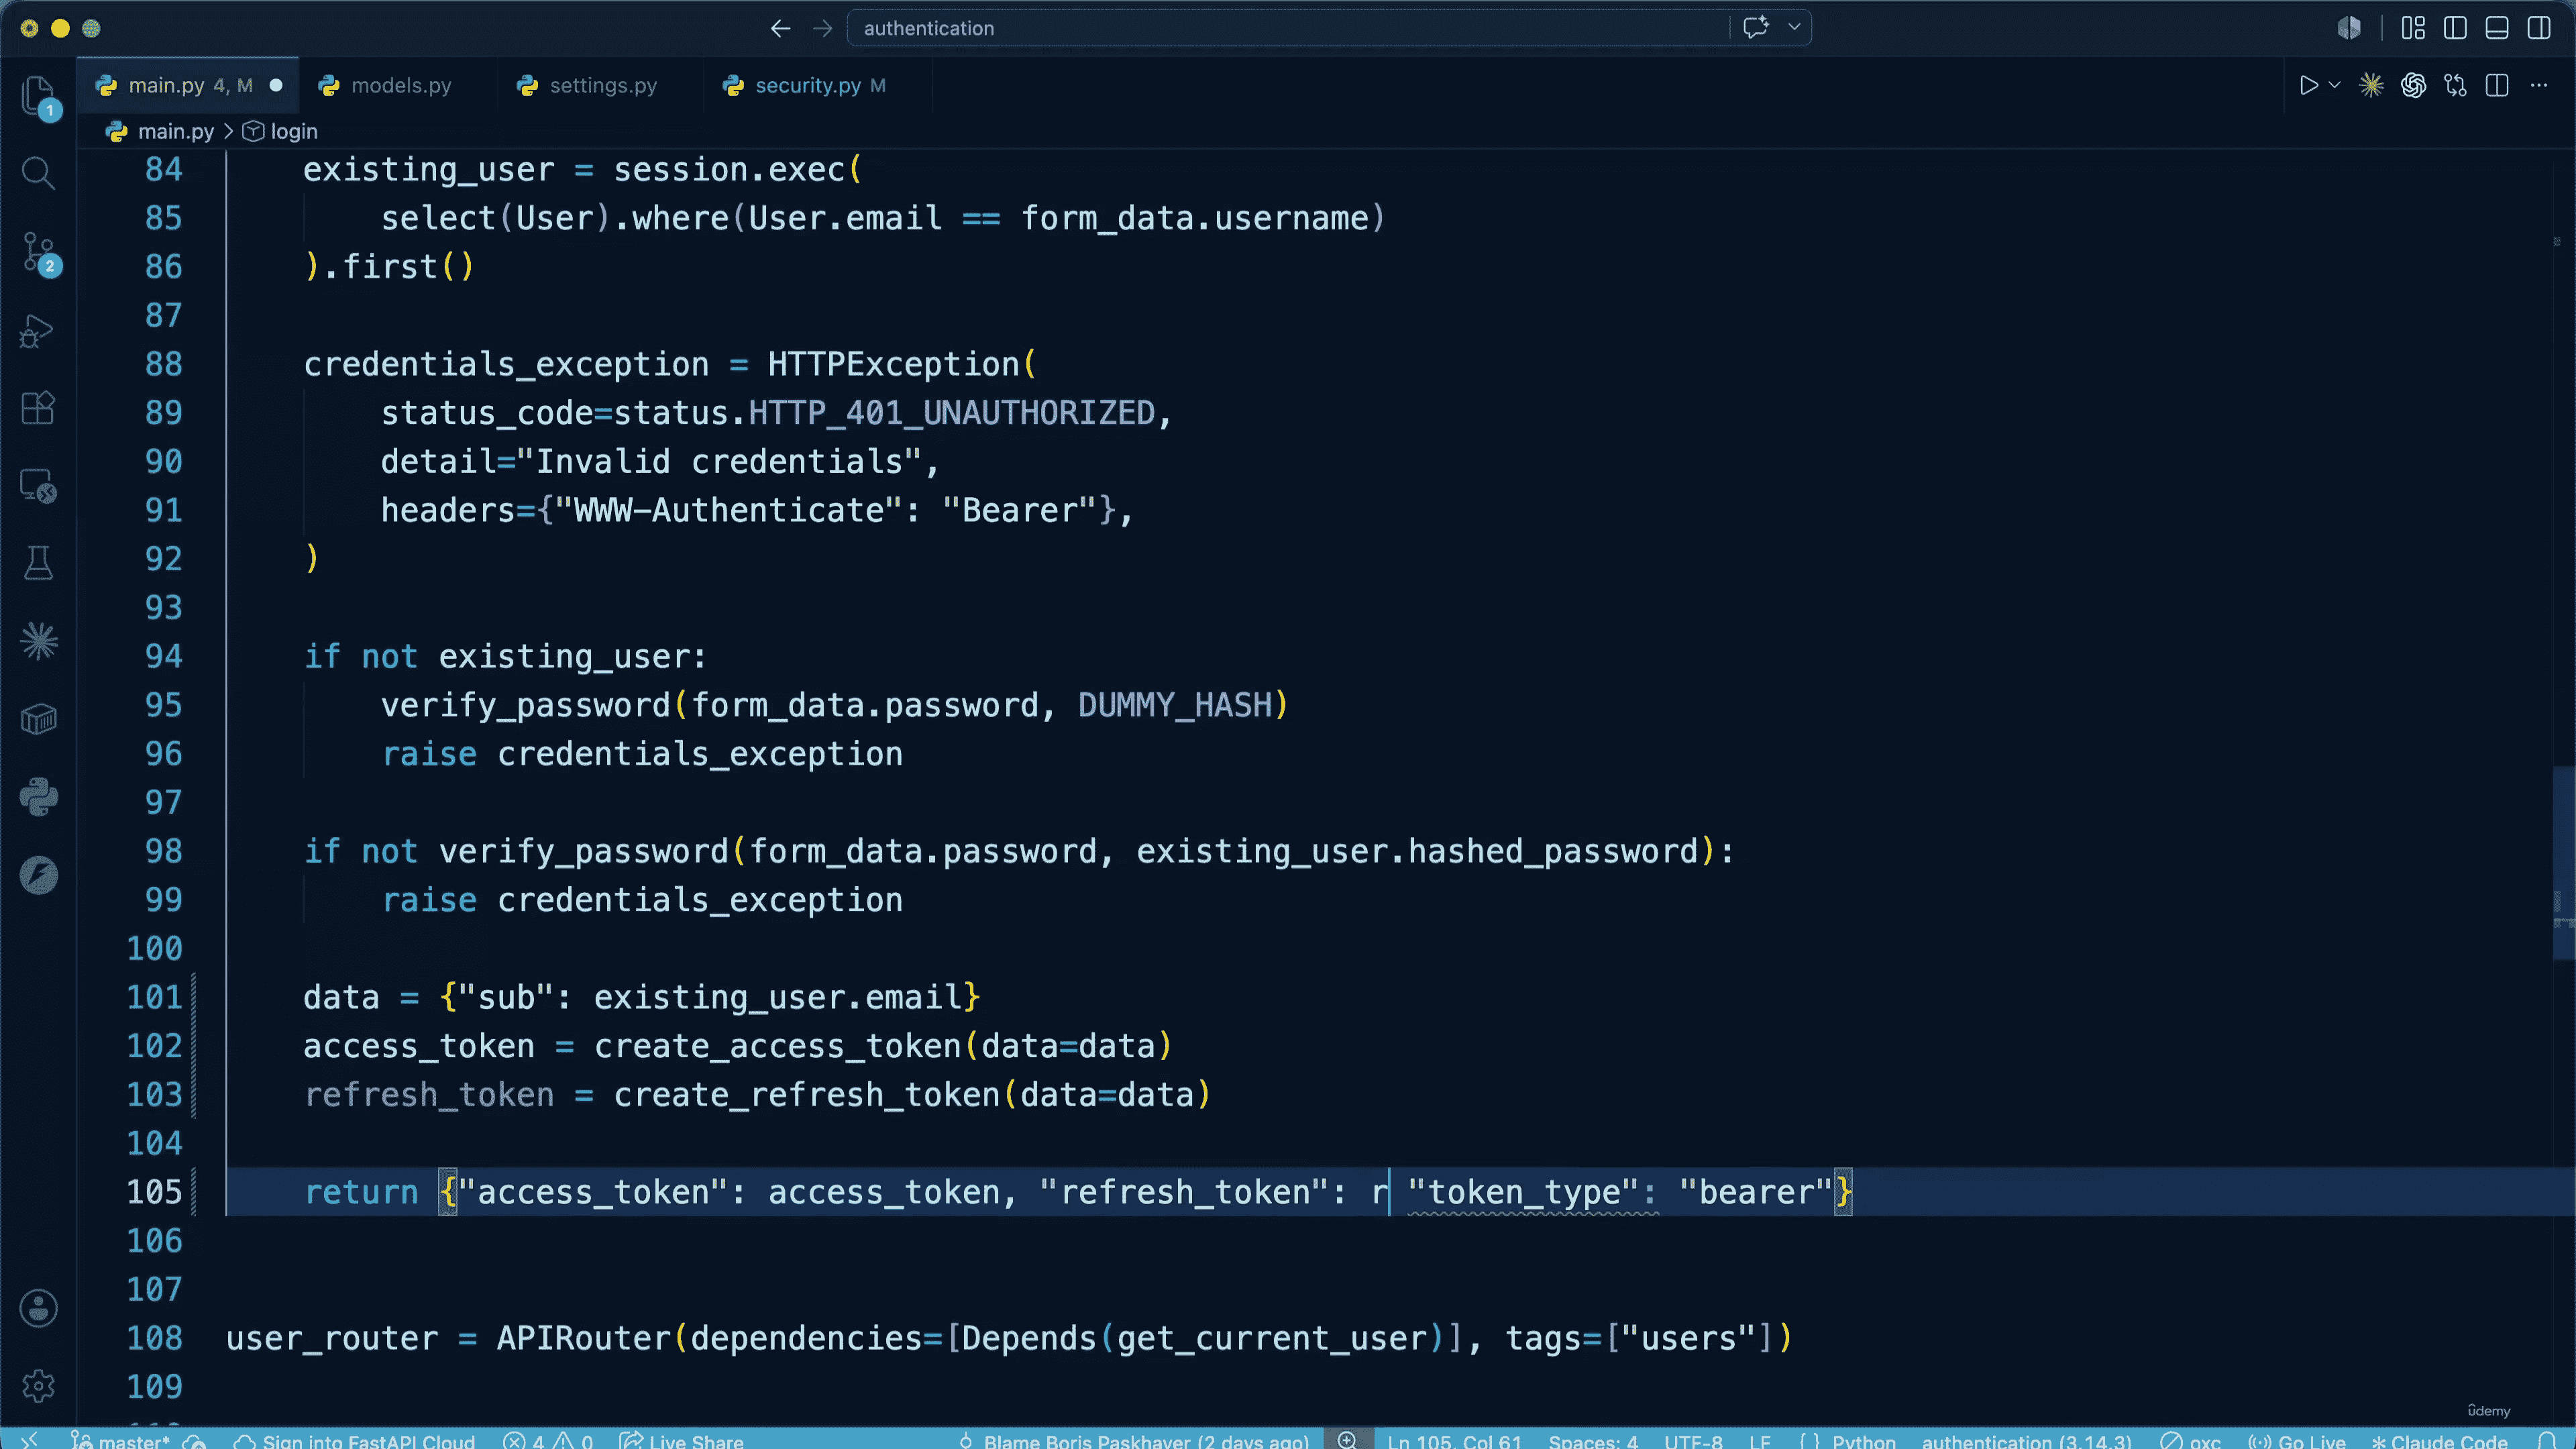 authentication
main.py 4, M
models.py
settings.py
security.py M
1
main.py > login
84 existing_user = session.exec(
85 select(User).where(User.email == form_data.username)
86 ).first()
87
88 credentials_exception = HTTPException(
89 status_code=status.HTTP_401_UNAUTHORIZED,
90 detail="Invalid credentials",
91 headers={"WWW-Authenticate": "Bearer"},
92 )
93
94 if not existing_user:
95 verify_password(form_data.password, DUMMY_HASH)
96 raise credentials_exception
97
98 if not verify_password(form_data.password, existing_user.hashed_password):
99 raise credentials_exception
100
101 data = {"sub": existing_user.email}
102 access_token = create_access_token(data=data)
103 refresh_token = create_refresh_token(data=data)
104
105 return {"access_token": access_token, "refresh_token": r "token_type": "bearer"}
106
107
108 user_router = APIRouter(dependencies=[Depends(get_current_user)], tags=["users"])
109
2
ûdemy
master* Sign into FastAPI Cloud 4 0 Live Share Blame Boris Paskhaver (2 days ago) Ln 105, Col 61 Spaces: 4 UTF-8 LF { } Python authentication (3.14.3) oxc Go Live Claude Code